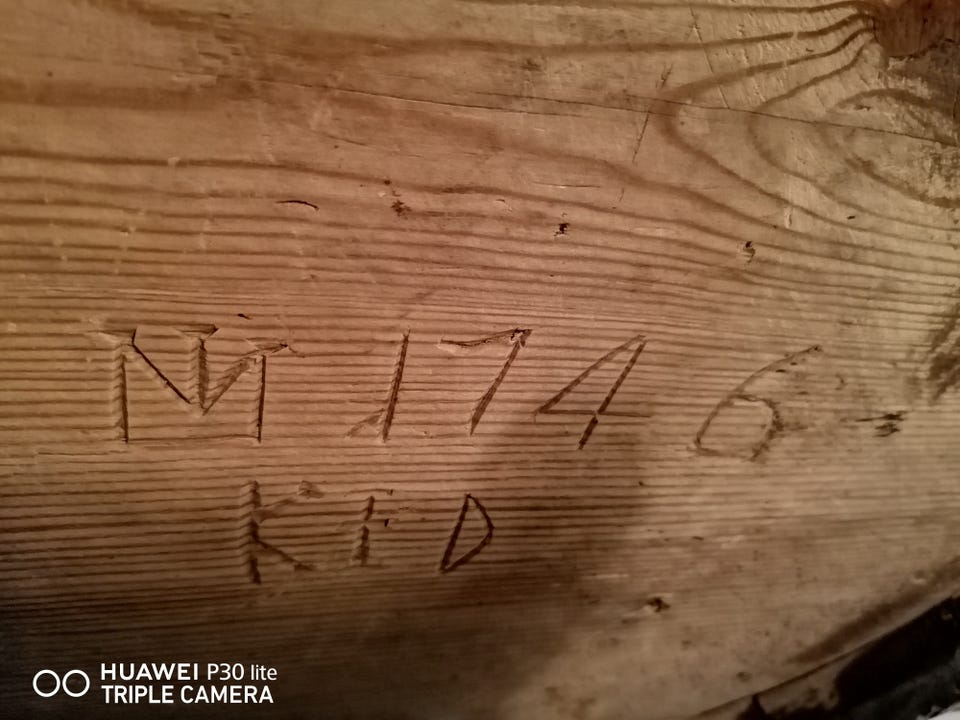 M 1746
KFD
HUAWEI P30 lite
TRIPLE CAMERA